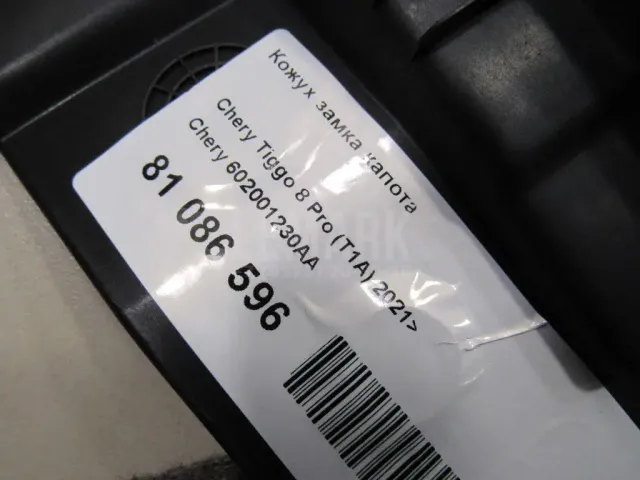 Кожух замка капота
Chery Tiggo 8 Pro (T1A) 2021>
Chery 602001230AA
81 086 596